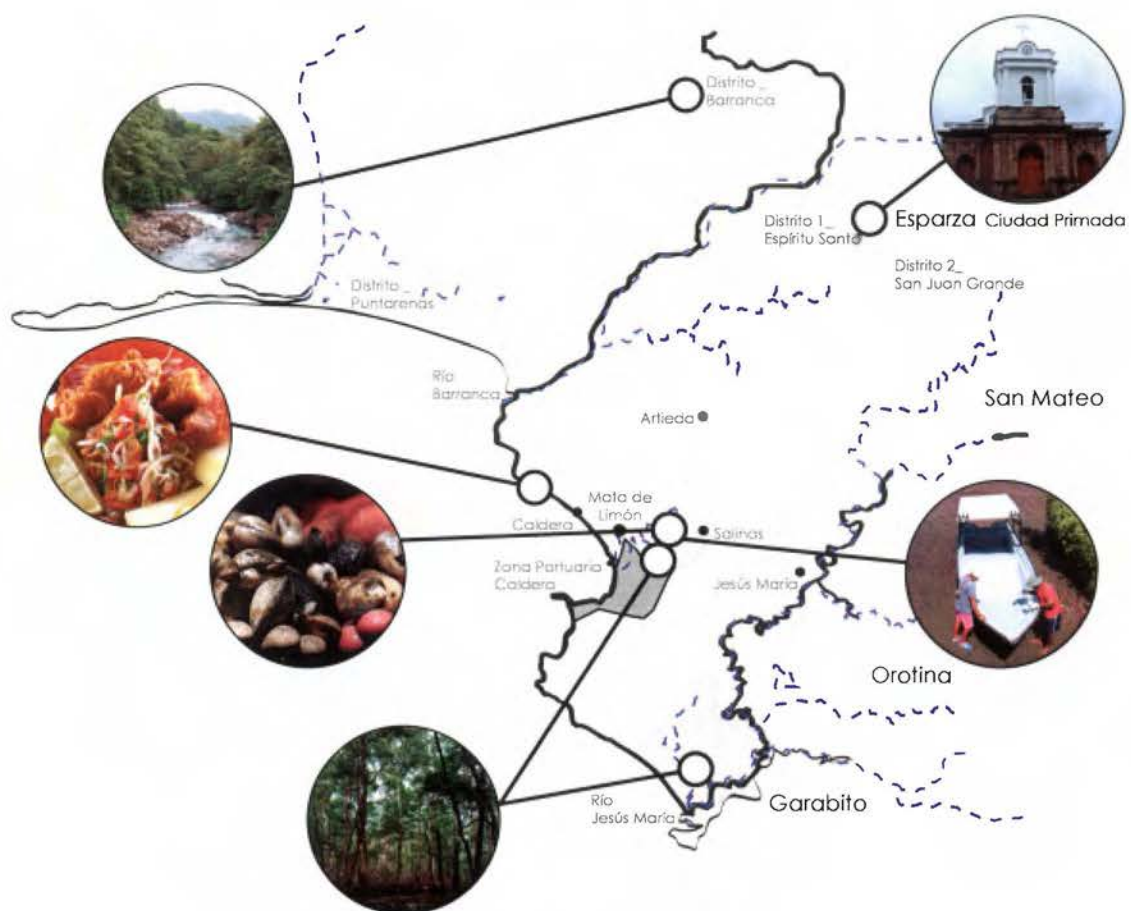 Distrito_
Barranca
Distrito 1_
Espíritu Santo
Esparza Ciudad Primada
Distrito 2_
San Juan Grande
Distrito_
Puntarenas
Río
Barranca
San Mateo
Artieda
Mata de
Limón
Caldera
Salinas
Zona Portuaria
Caldera
Jesús María
Orotina
Río
Jesús María
Garabito